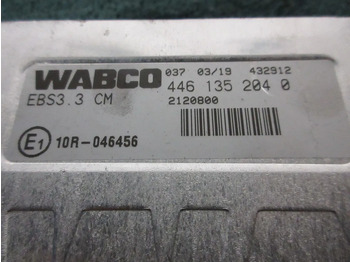 WABCO 037 03/19 432912
EBS3.3 CM 446 135 204 0
2120800
E1 10R-046456